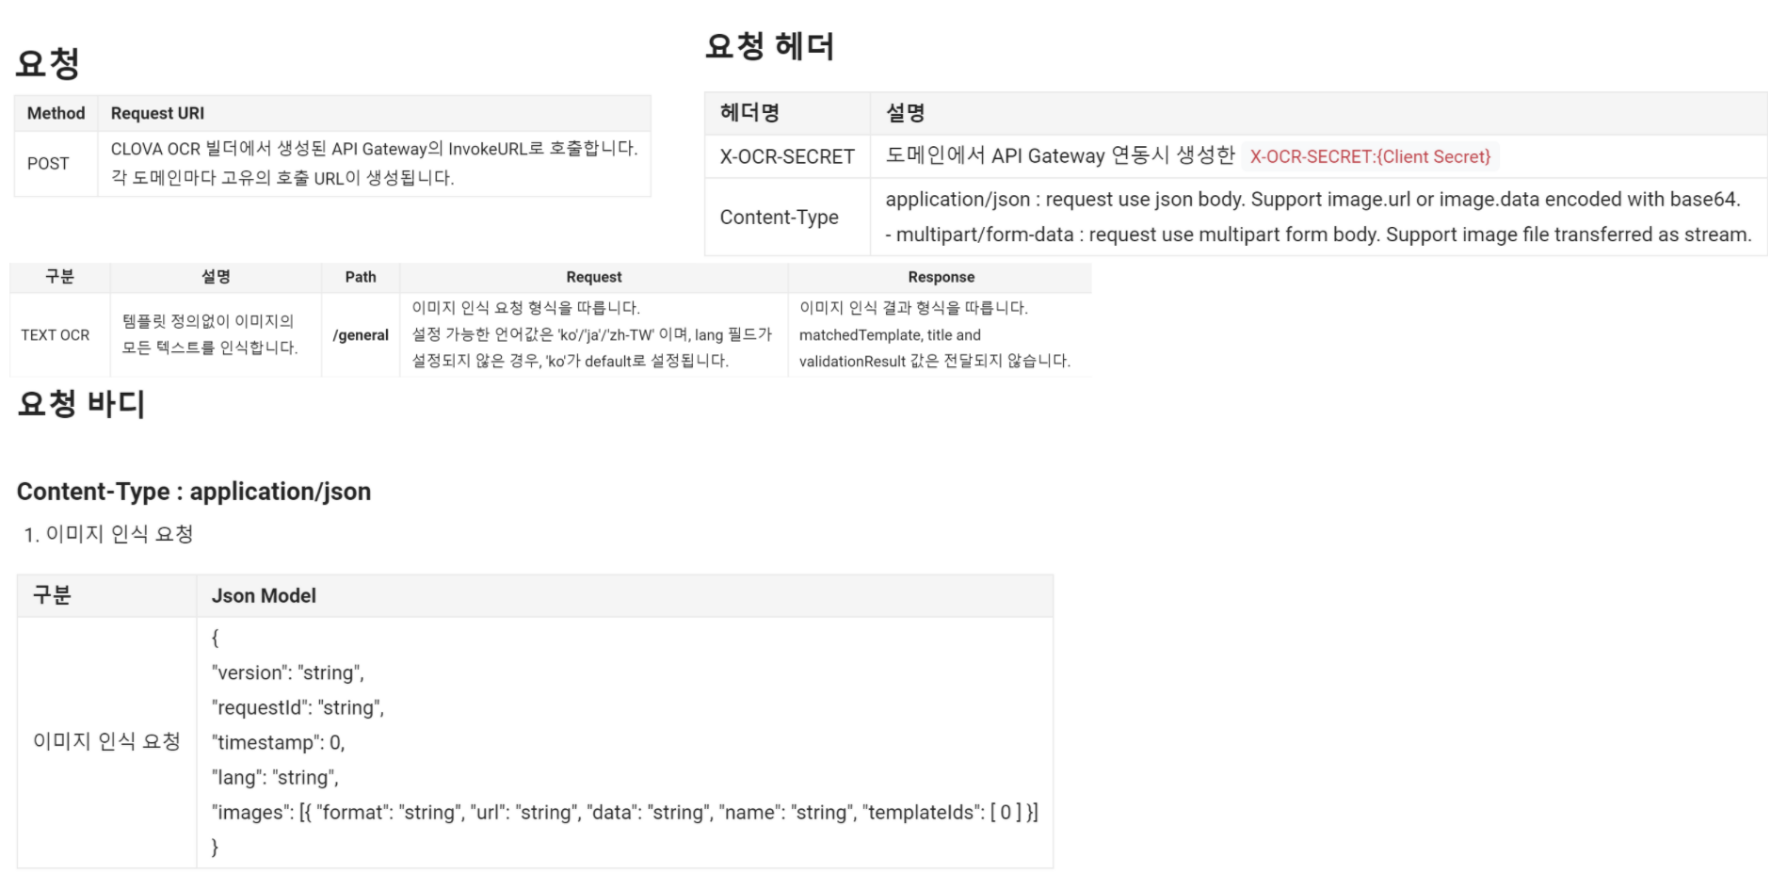 요청
Method Request URI
POST
CLOVA OCR 빌더에서 생성된 API Gateway의 InvokeURL로 호출합니다.
각 도메인마다 고유의 호출 URL이 생성됩니다.
요청 헤더
헤더명 설명
X-OCR-SECRET 도메인에서 API Gateway 연동시 생성한 X-OCR-SECRET:{Client Secret}
Content-Type
application/json : request use json body. Support image.url or image.data encoded with base64.
- multipart/form-data : request use multipart form body. Support image file transferred as stream.
구분 설명 Path Request Response
TEXT OCR
템플릿 정의없이 이미지의
모든 텍스트를 인식합니다.
/general
이미지 인식 요청 형식을 따릅니다.
설정 가능한 언어값은 'ko'/'ja'/'zh-TW' 이며, lang 필드가
설정되지 않은 경우, 'ko'가 default로 설정됩니다.
이미지 인식 결과 형식을 따릅니다.
matchedTemplate, title and
validationResult 값은 전달되지 않습니다.
요청 바디
Content-Type : application/json
1. 이미지 인식 요청
구분 Json Model
이미지 인식 요청
{
"version": "string",
"requestId": "string",
"timestamp": 0,
"lang": "string",
"images": [{ "format": "string", "url": "string", "data": "string", "name": "string", "templateIds": [ 0 ] }]
}